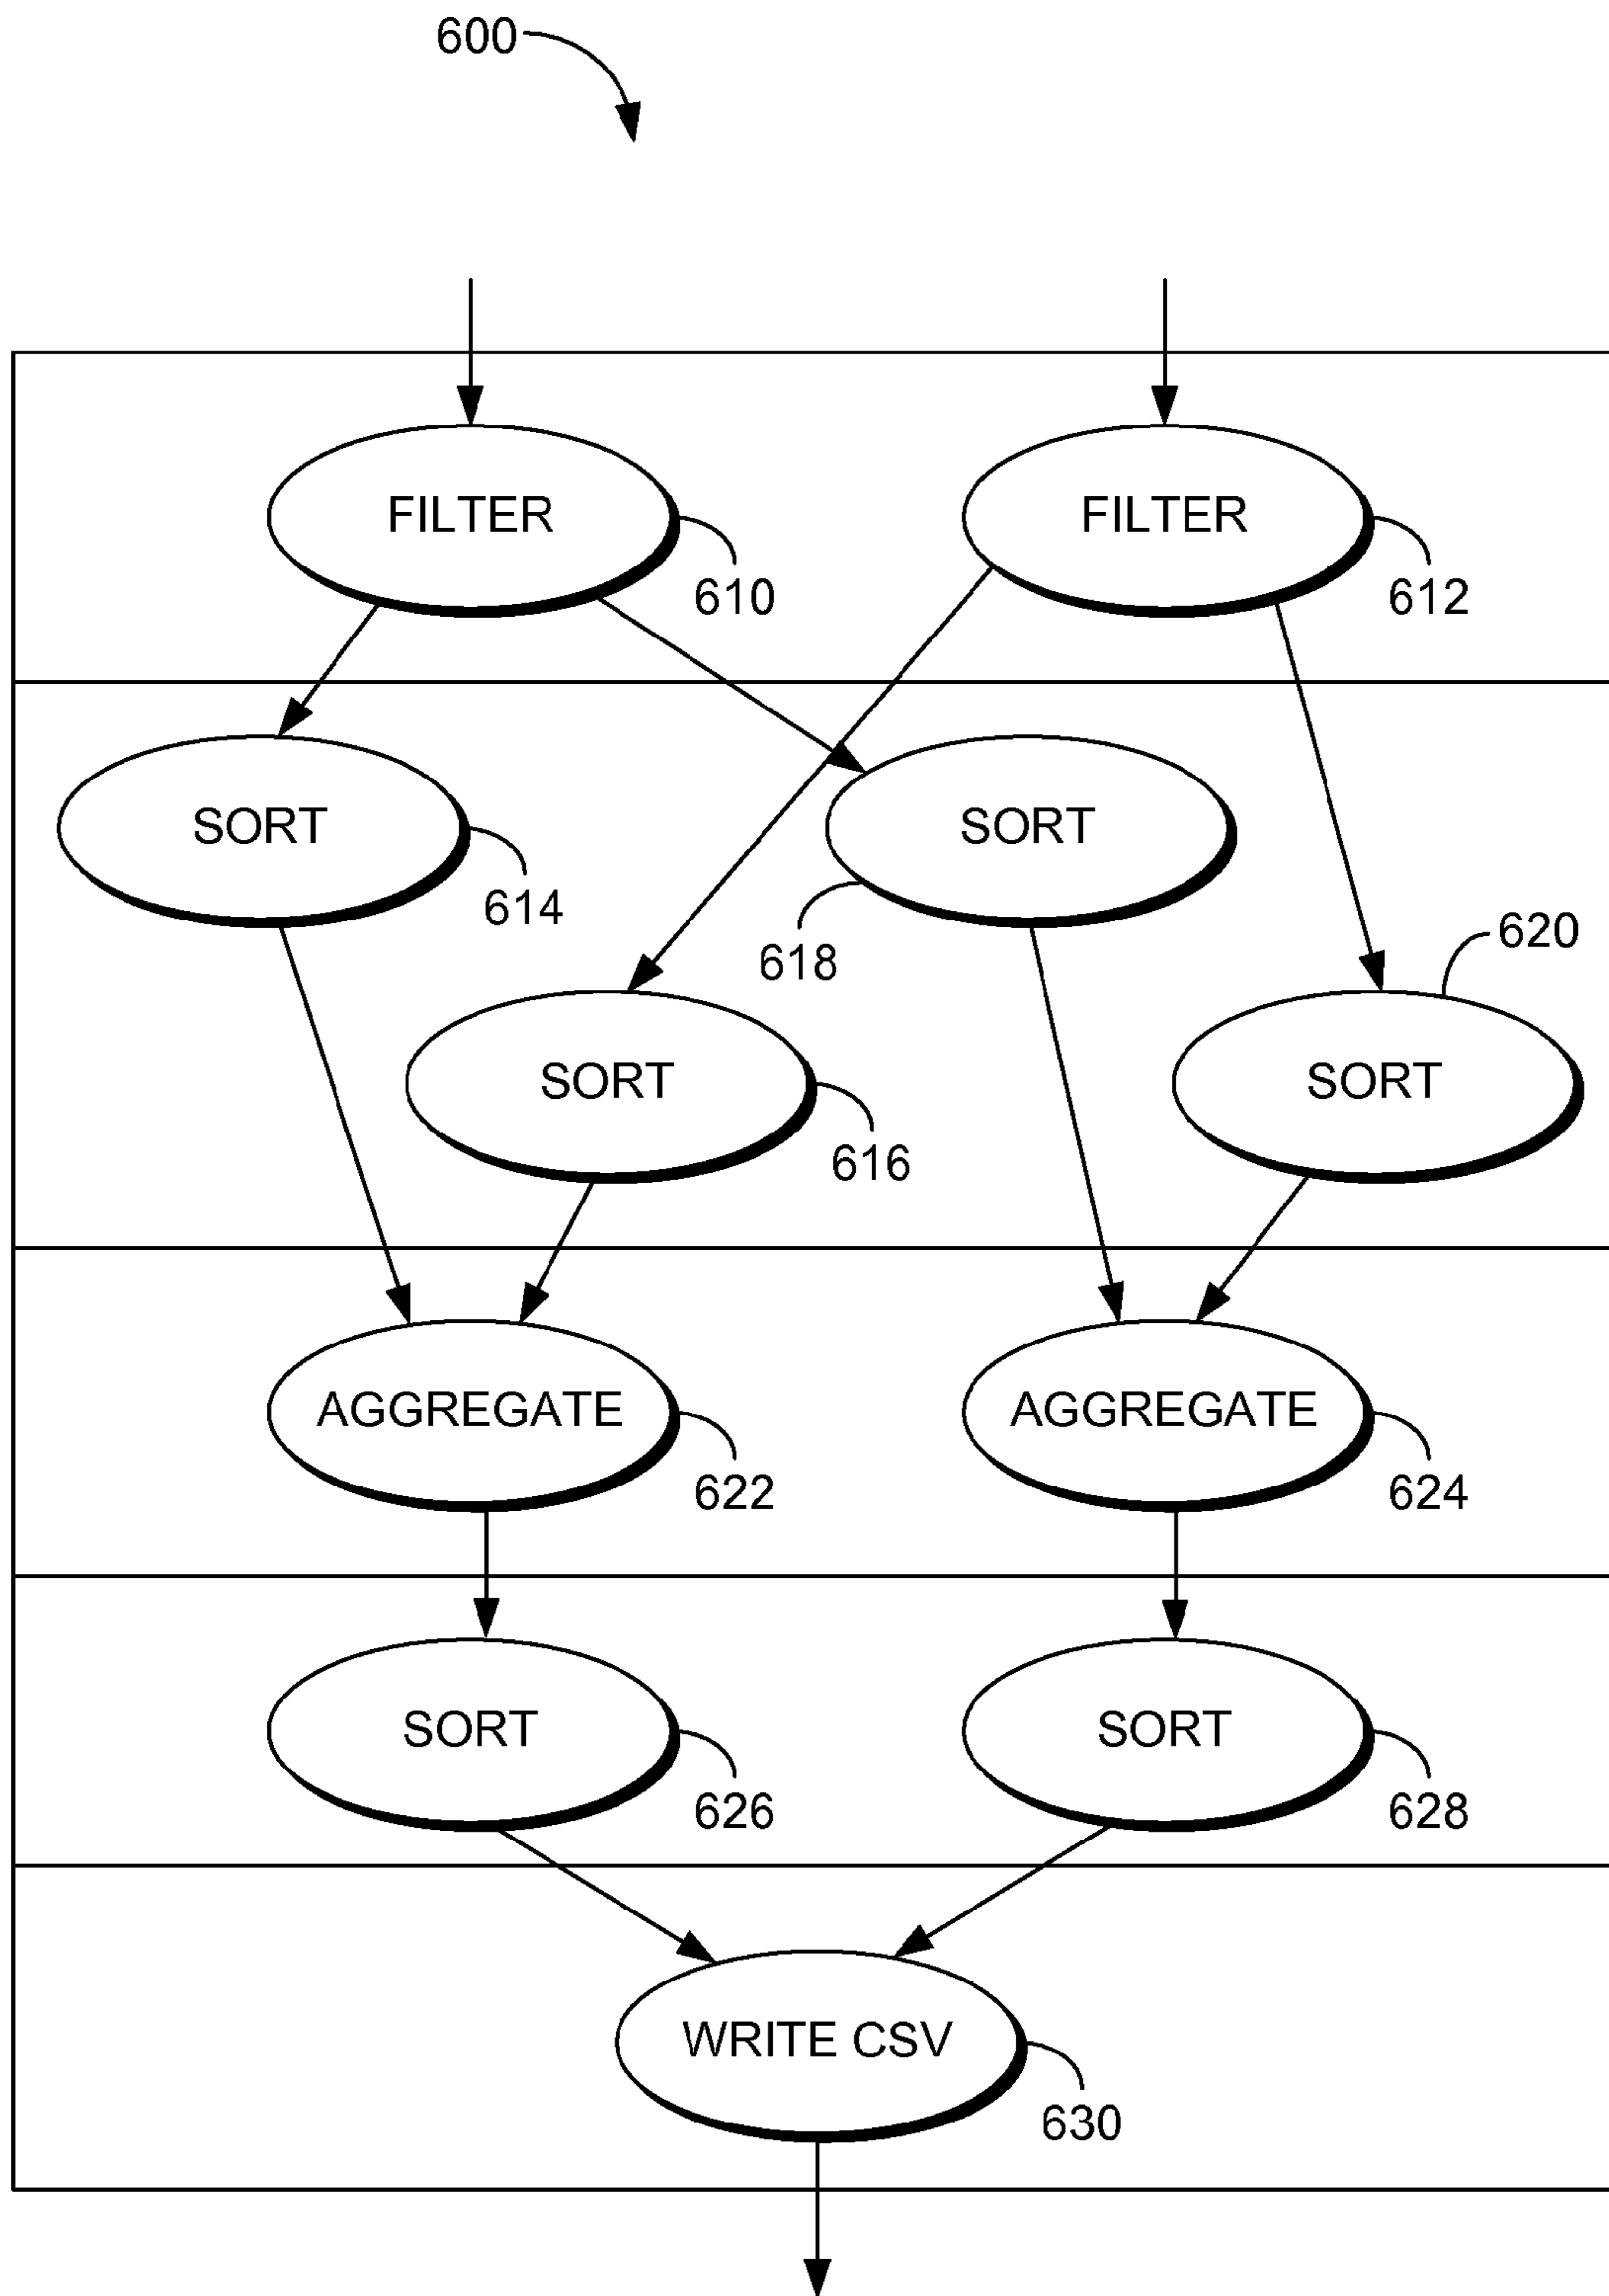 600
FILTER
FILTER
610
612
SORT
SORT
614
618
620
SORT
SORT
616
AGGREGATE
AGGREGATE
622
624
SORT
SORT
626
628
WRITE CSV
630